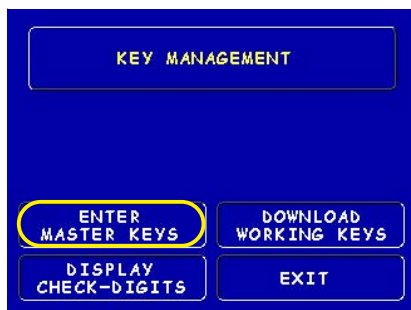 KEY MANAGEMENT
ENTER
MASTER KEYS
DOWNLOAD
WORKING KEYS
DISPLAY
CHECK-DIGITS
EXIT